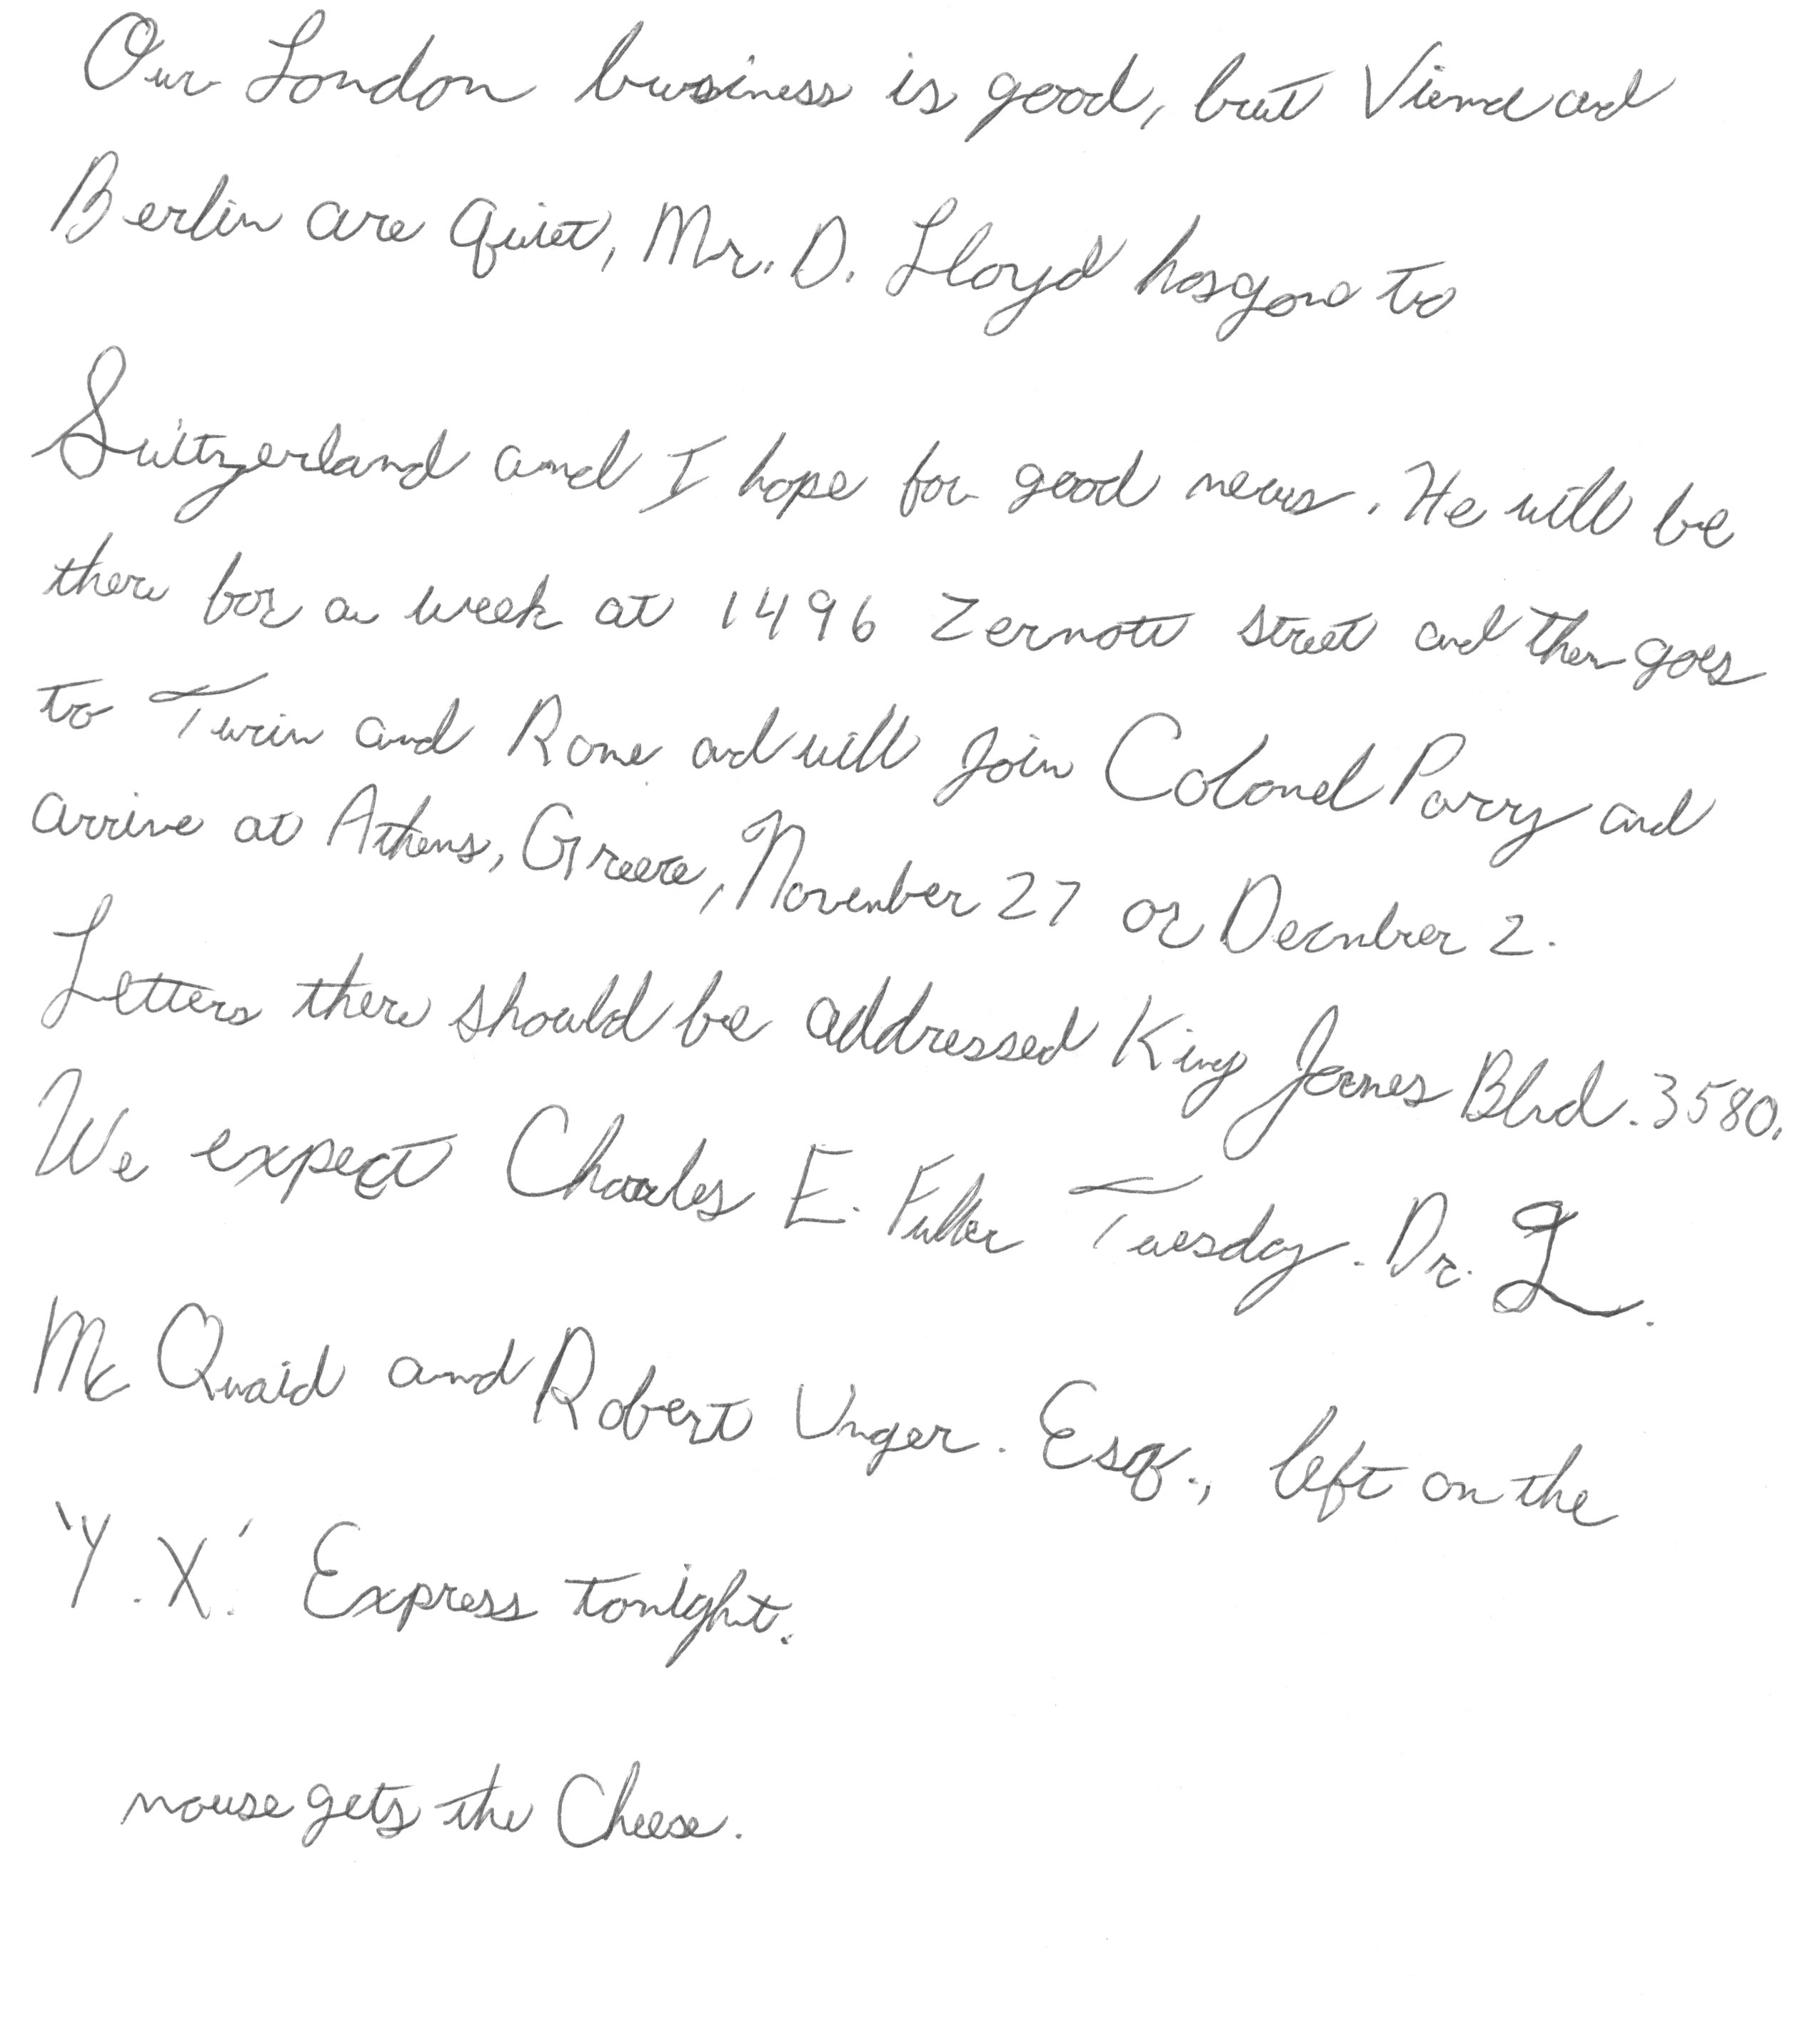 Our London business is good, but Vienna and
Berlin are quiet, Mr. D. Lloyd has gone to
Switzerland and I hope for good news. He will be
there for a week at 1496 Zermott street and then goes
to Turin and Rome and will join Colonel Parry and
arrive at Athens, Greece, November 27 or December 2.
Letters there should be addressed King James Blvd. 3580.
We expect Charles E. Fuller Tuesday. Dr. L.
Mc Quaid and Robert Unger. Esq., left on the
'Y. X.' Express tonight.
mouse gets the Cheese.